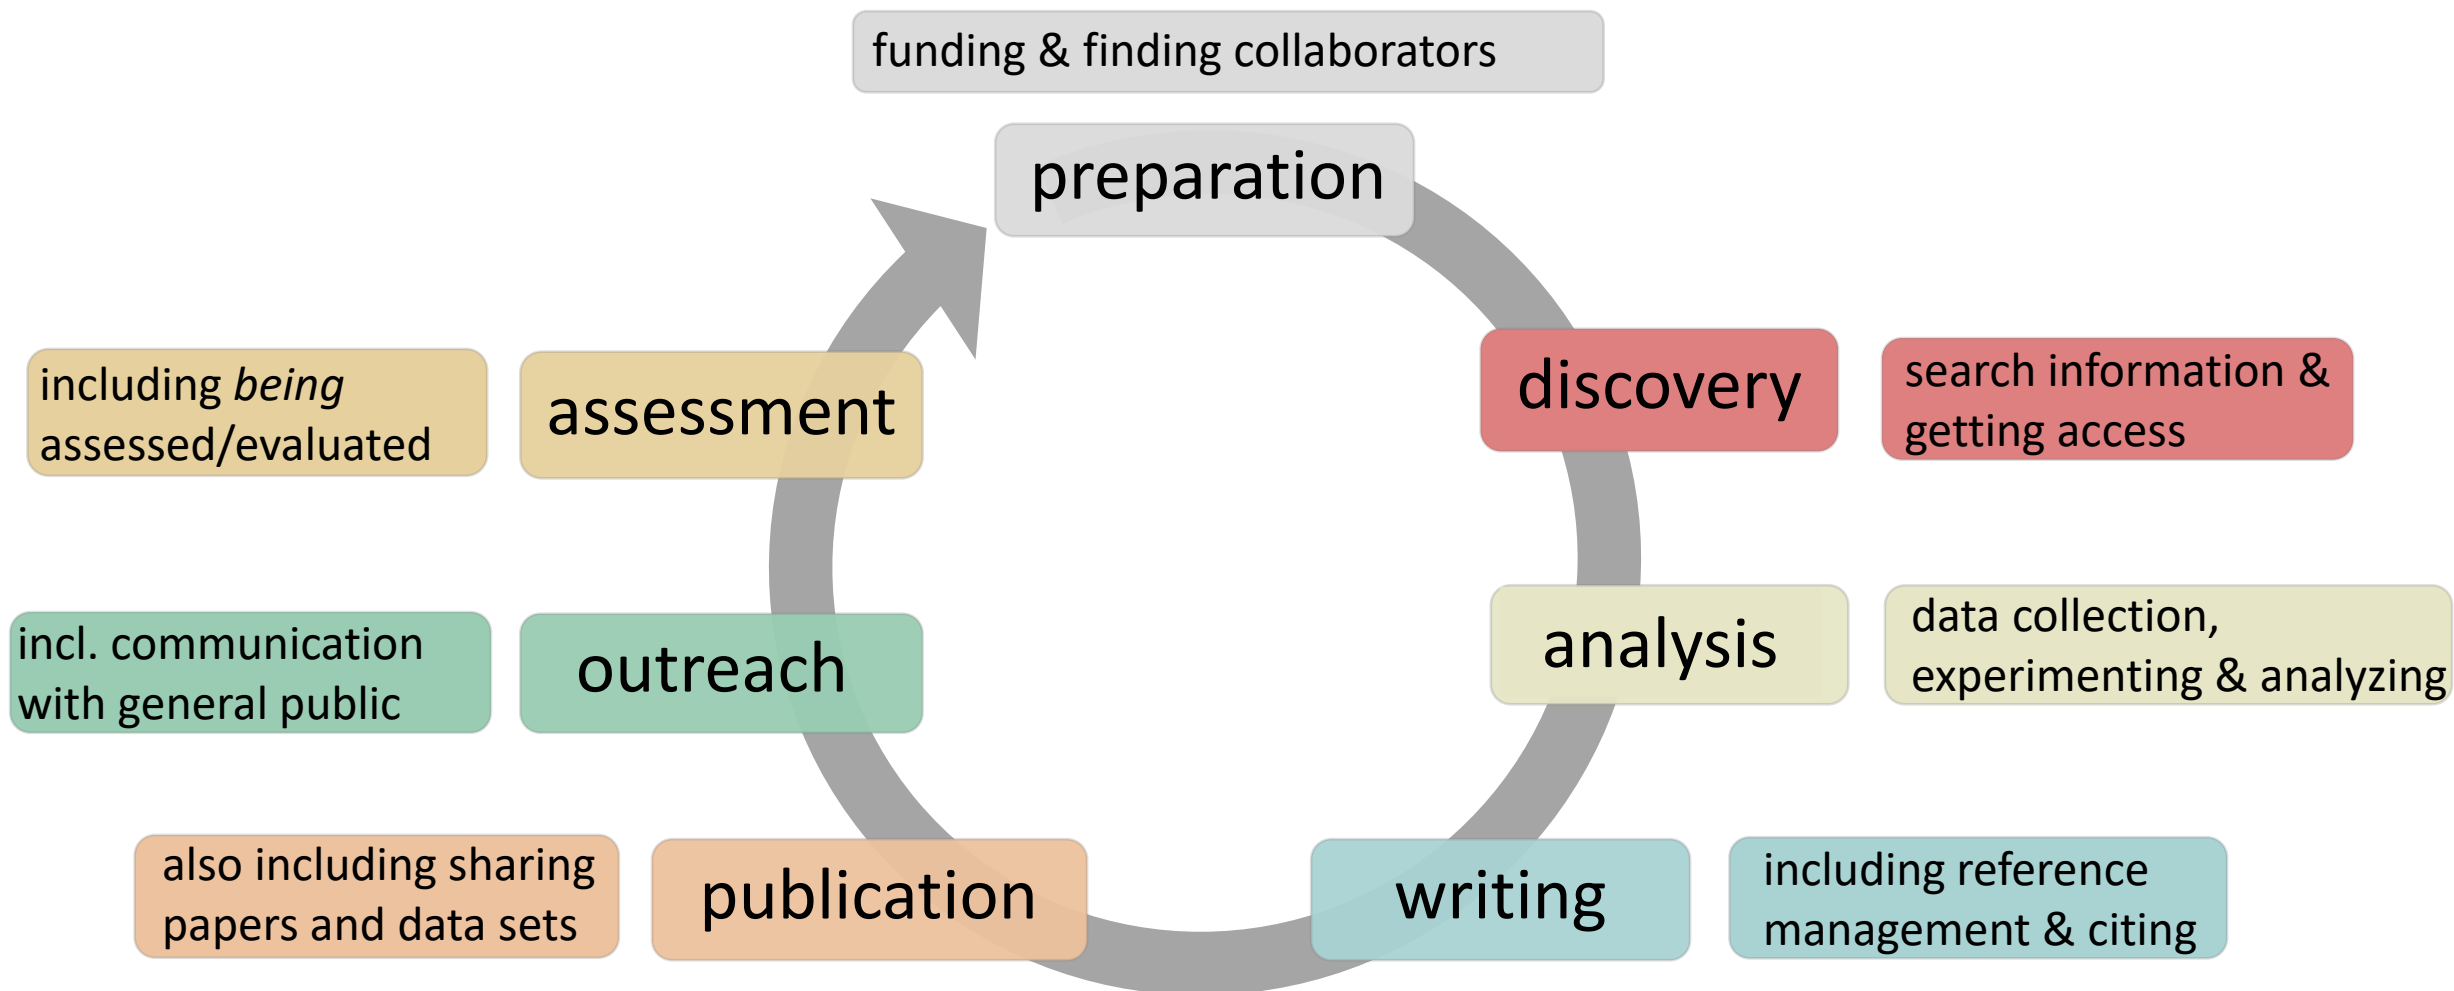 funding & finding collaborators
preparation
discovery
search information &
getting access
analysis
data collection,
experimenting & analyzing
writing
including reference
management & citing
publication
also including sharing
papers and data sets
outreach
incl. communication
with general public
assessment
including being
assessed/evaluated